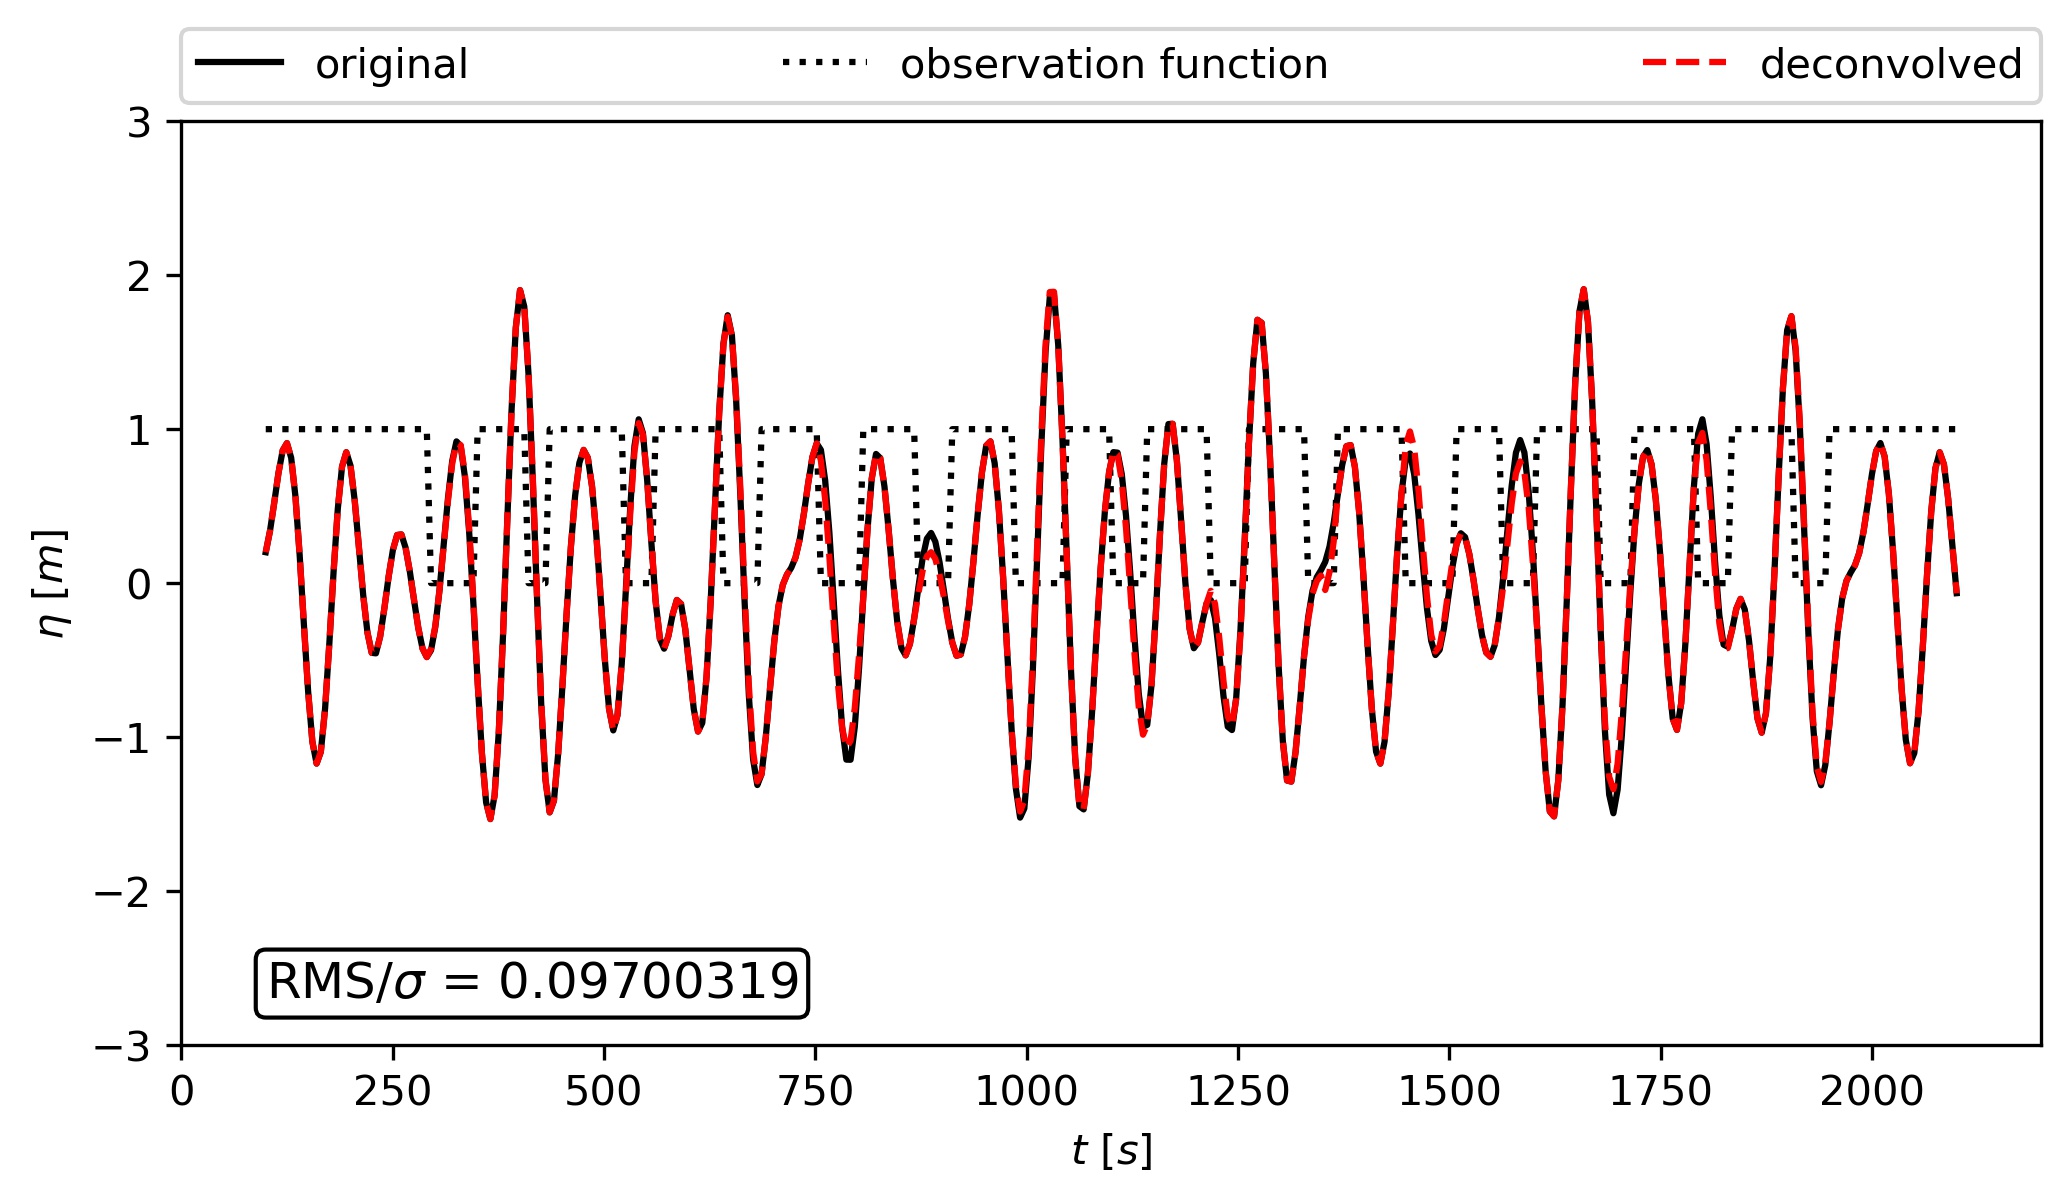 original observation function deconvolved
3
2
1
0
−1
−2
−3
η [m]
RMS/σ = 0.09700319
0 250 500 750 1000 1250 1500 1750 2000
t [s]